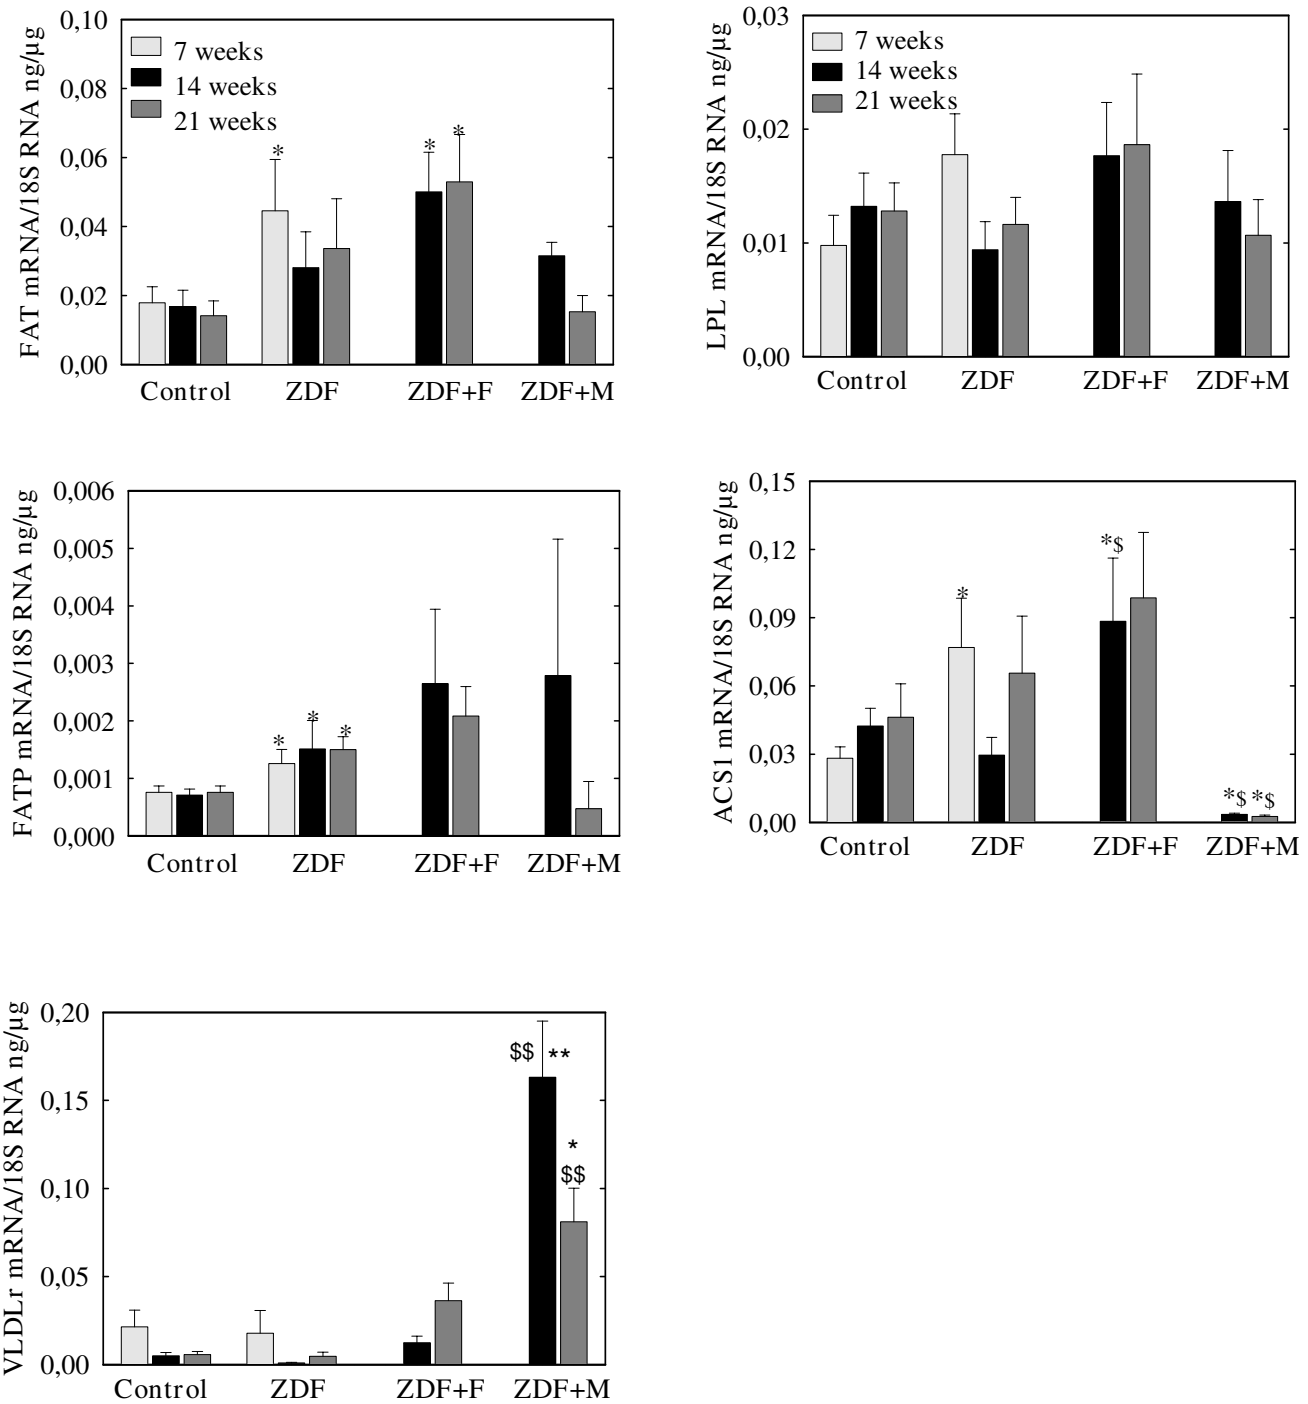 FAT mRNA/18S RNA ng/µg
0,10
0,08
0,06
0,04
0,02
0,00
7 weeks
14 weeks
21 weeks
*
*
*
Control ZDF ZDF+F ZDF+M
LPL mRNA/18S RNA ng/µg
0,03
0,02
0,01
0,00
7 weeks
14 weeks
21 weeks
Control ZDF ZDF+F ZDF+M
FATP mRNA/18S RNA ng/µg
0,006
0,005
0,004
0,003
0,002
0,001
0,000
* * *
Control ZDF ZDF+F ZDF+M
ACS1 mRNA/18S RNA ng/µg
0,15
0,12
0,09
0,06
0,03
0,00
*
*$
*$ *$
Control ZDF ZDF+F ZDF+M
VLDLr mRNA/18S RNA ng/µg
0,20
0,15
0,10
0,05
0,00
$$ **
*
$$
Control ZDF ZDF+F ZDF+M